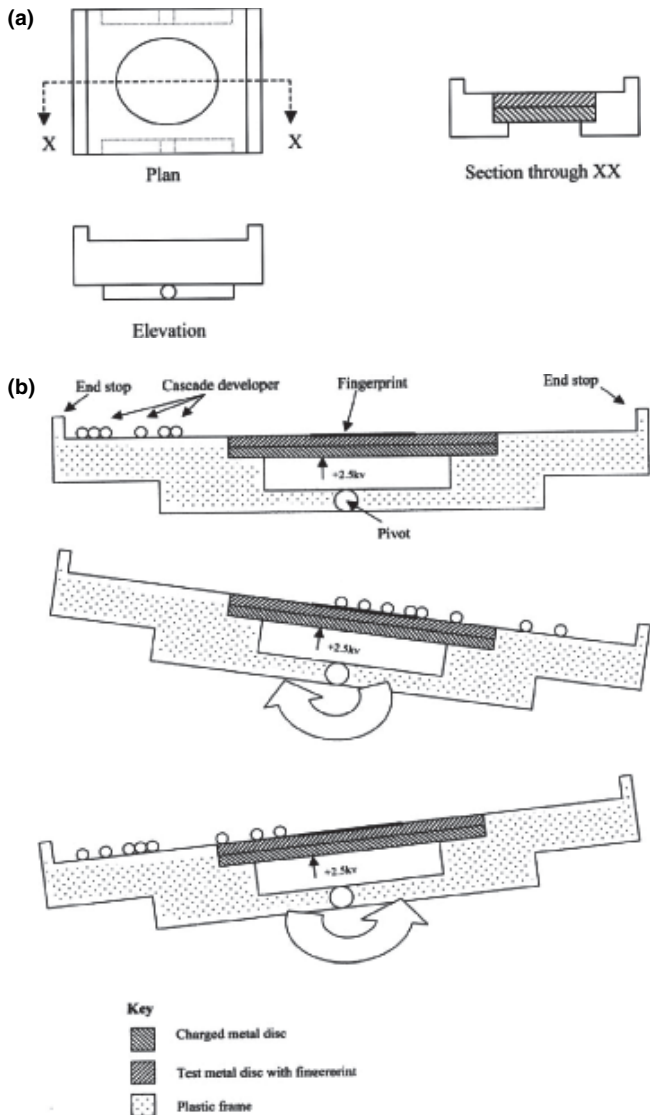 (a)
X X
Plan
Section through XX
Elevation
(b)
End stop Cascade developer Fingerprint End stop
+2.5kv
Pivot
+2.5kv
+2.5kv
Key
Charged metal disc
Test metal disc with fingerprint
Plastic frame